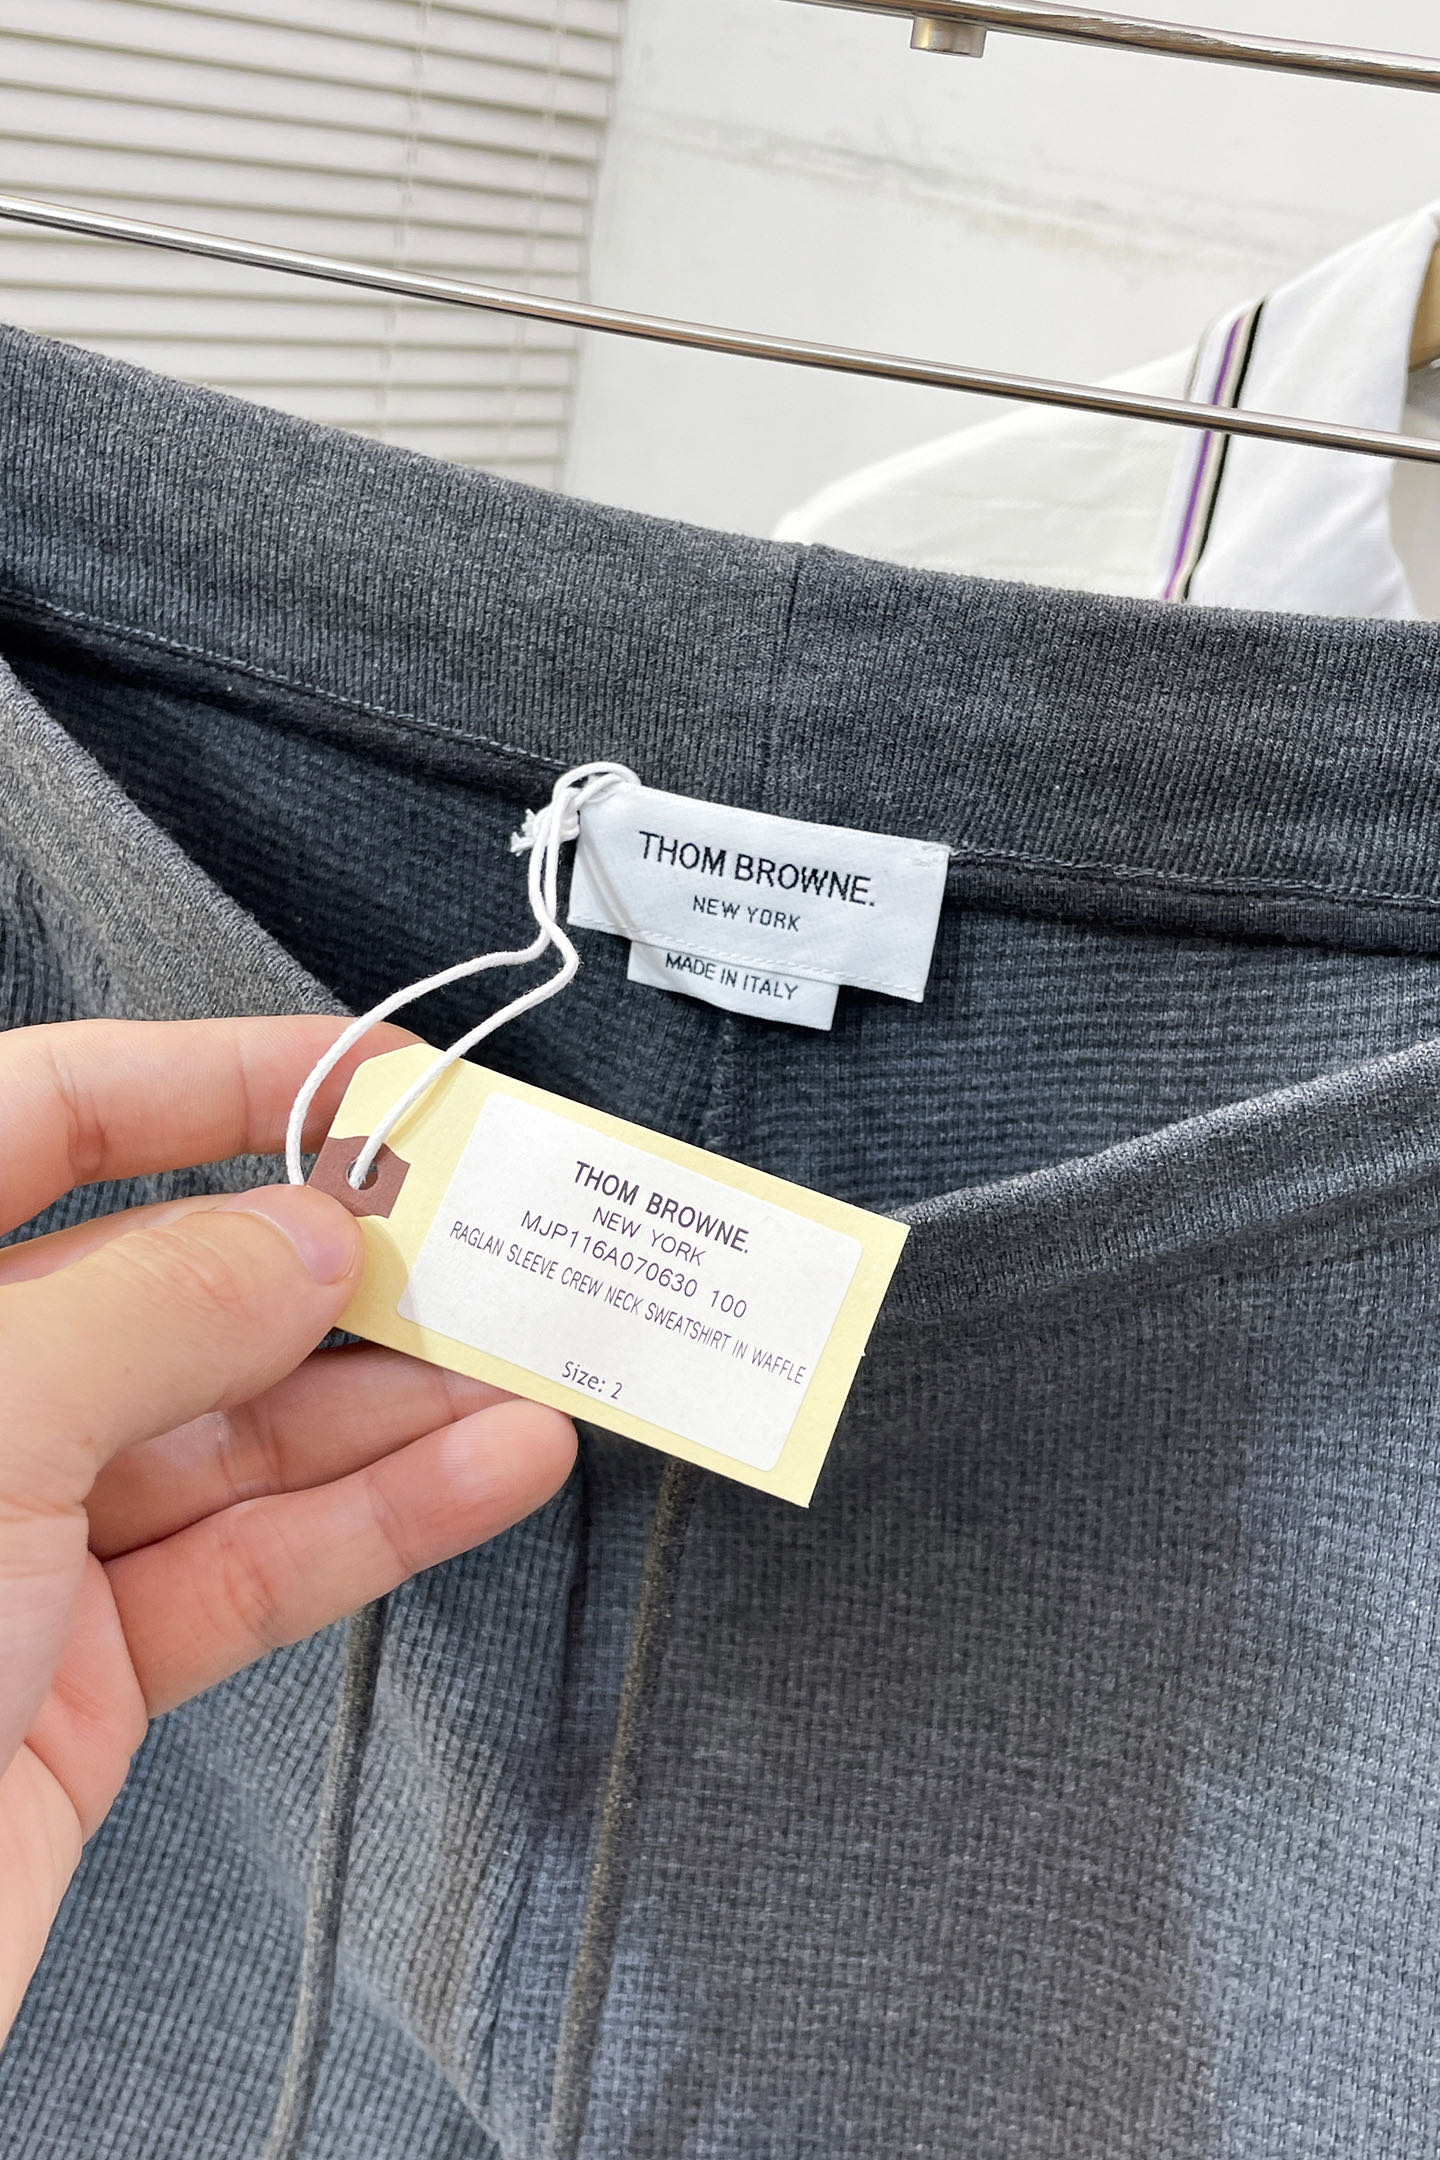 THOM BROWNE.
NEW YORK
MADE IN ITALY
THOM BROWNE.
NEW YORK
MJP116A070630 100
RAGLAN SLEEVE CREW NECK SWEATSHIRT IN WAFFLE
Size: 2